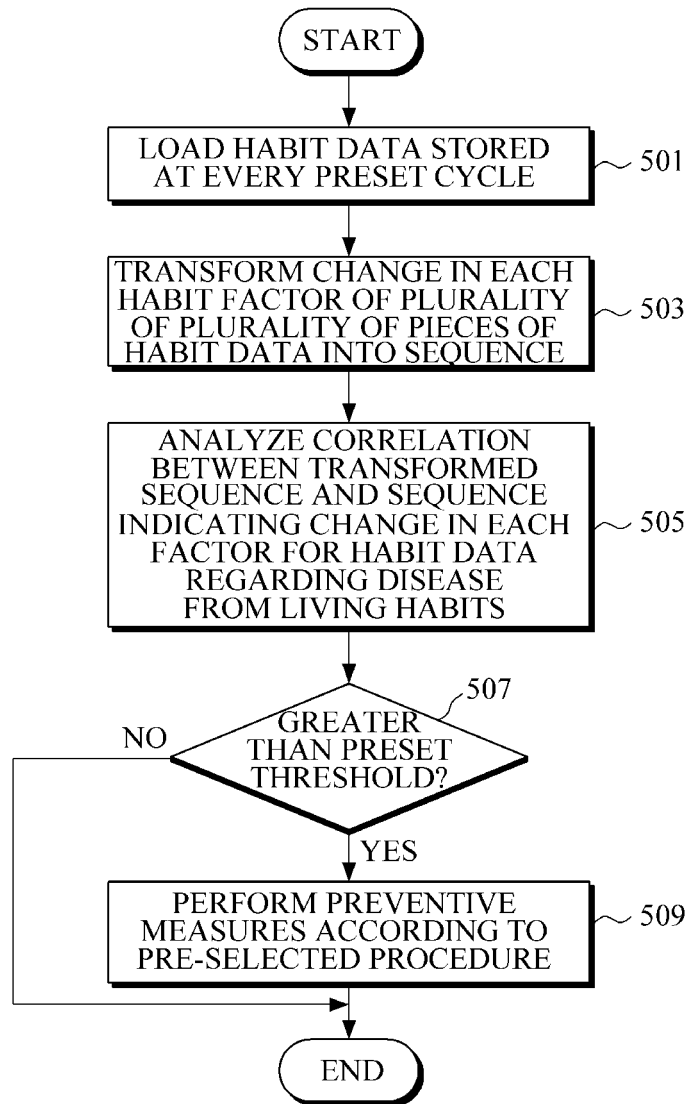 START
LOAD HABIT DATA STORED
AT EVERY PRESET CYCLE
501
TRANSFORM CHANGE IN EACH
HABIT FACTOR OF PLURALITY
OF PLURALITY OF PIECES OF
HABIT DATA INTO SEQUENCE
503
ANALYZE CORRELATION
BETWEEN TRANSFORMED
SEQUENCE AND SEQUENCE
INDICATING CHANGE IN EACH
FACTOR FOR HABIT DATA
REGARDING DISEASE
FROM LIVING HABITS
505
507
GREATER
THAN PRESET
THRESHOLD?
NO
YES
PERFORM PREVENTIVE
MEASURES ACCORDING TO
PRE-SELECTED PROCEDURE
509
END